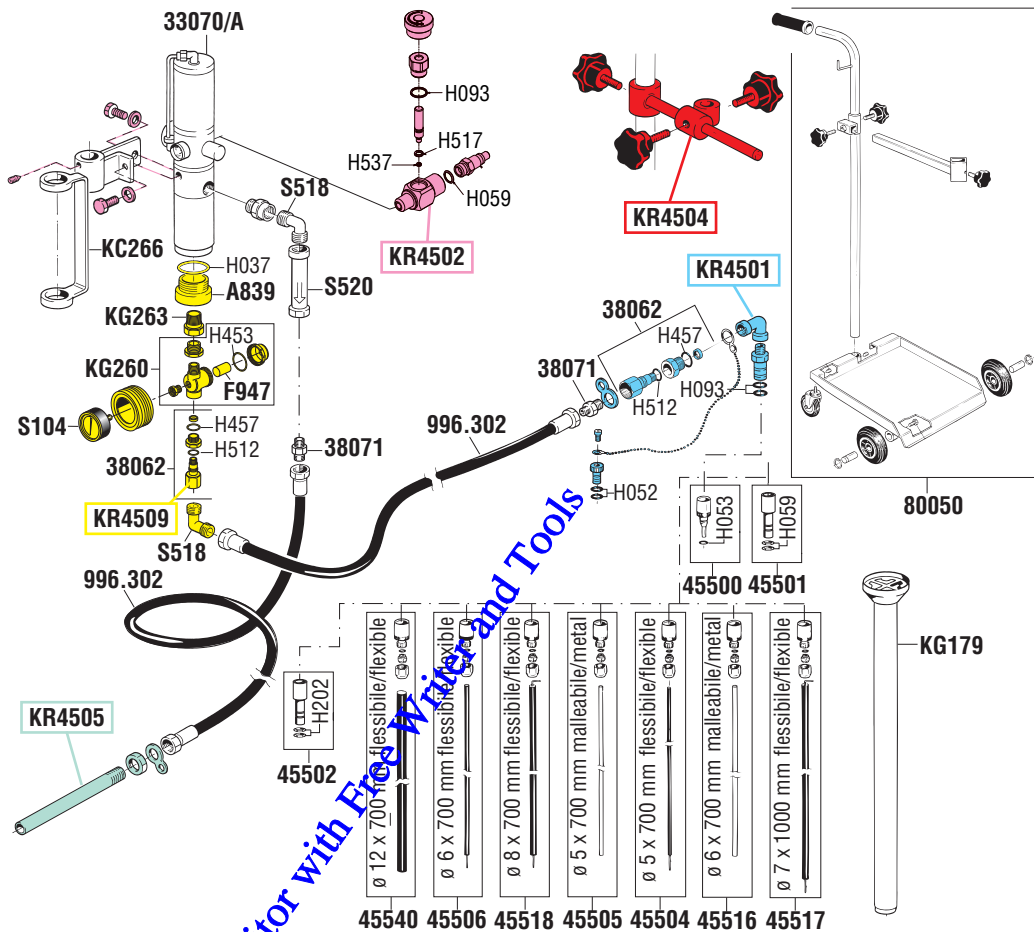 33070/A
H093
H517
H537
S518
H059
KR4502
KR4504
KC266
H037
A839
S520
KR4501
KG263
38062
H457
H453
KG260
F947
38071
H512
H093
S104
H457
H512
38062
996.302
38071
H052
KR4509
S518
H053
H059
80050
996.302
45500
45501
KG179
KR4505
H202
45502
ø 12 x 700 mm flessibile/flexible
ø 6 x 700 mm flessibile/flexible
ø 8 x 700 mm flessibile/flexible
ø 5 x 700 mm malleabile/metal
ø 5 x 700 mm flessibile/flexible
ø 6 x 700 mm malleabile/metal
ø 7 x 1000 mm flessibile/flexible
45540
45506
45518
45505
45504
45516
45517
itor with Free Writer and Tools